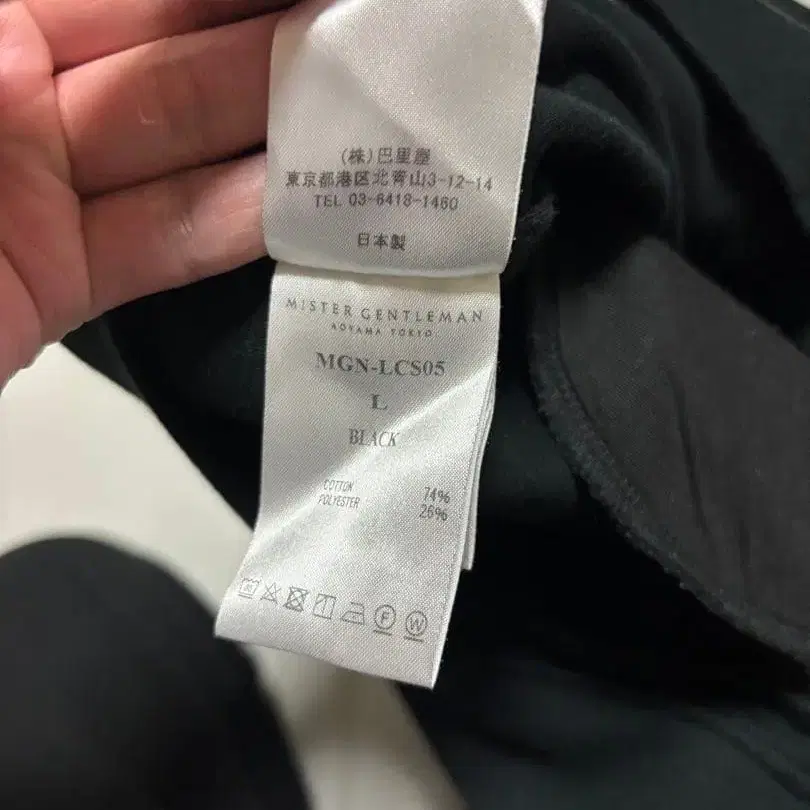 (株)巴里屋
東京都港区北青山3-12-14
TEL 03-6418-1460
日本製
MISTER GENTLEMAN
AOYAMA TOKYO
MGN-LCS05
L
BLACK
COTTON 74%
POLYESTER 26%
F W